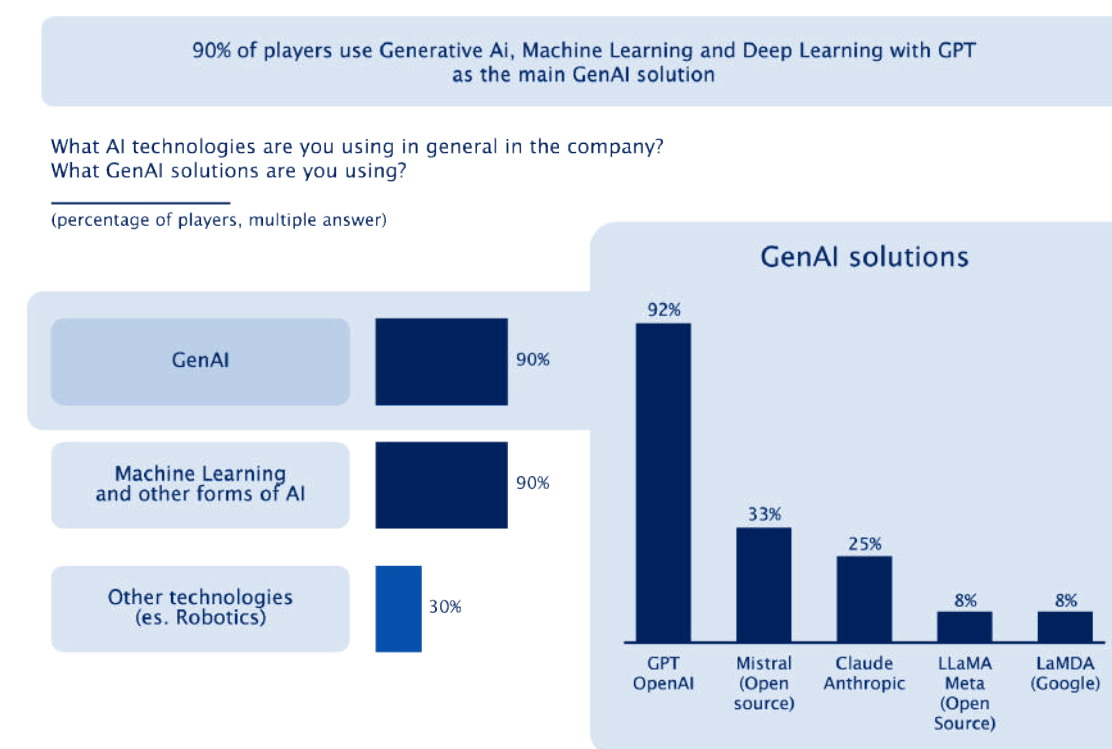 90% of players use Generative Ai, Machine Learning and Deep Learning with GPT
as the main GenAI solution
What AI technologies are you using in general in the company?
What GenAI solutions are you using?
(percentage of players, multiple answer)
GenAI
90%
Machine Learning
and other forms of AI
90%
Other technologies
(es. Robotics)
30%
GenAI solutions
92%
33%
25%
8%
8%
GPT
OpenAI
Mistral
(Open
source)
Claude
Anthropic
LLaMA
Meta
(Open
Source)
LaMDA
(Google)